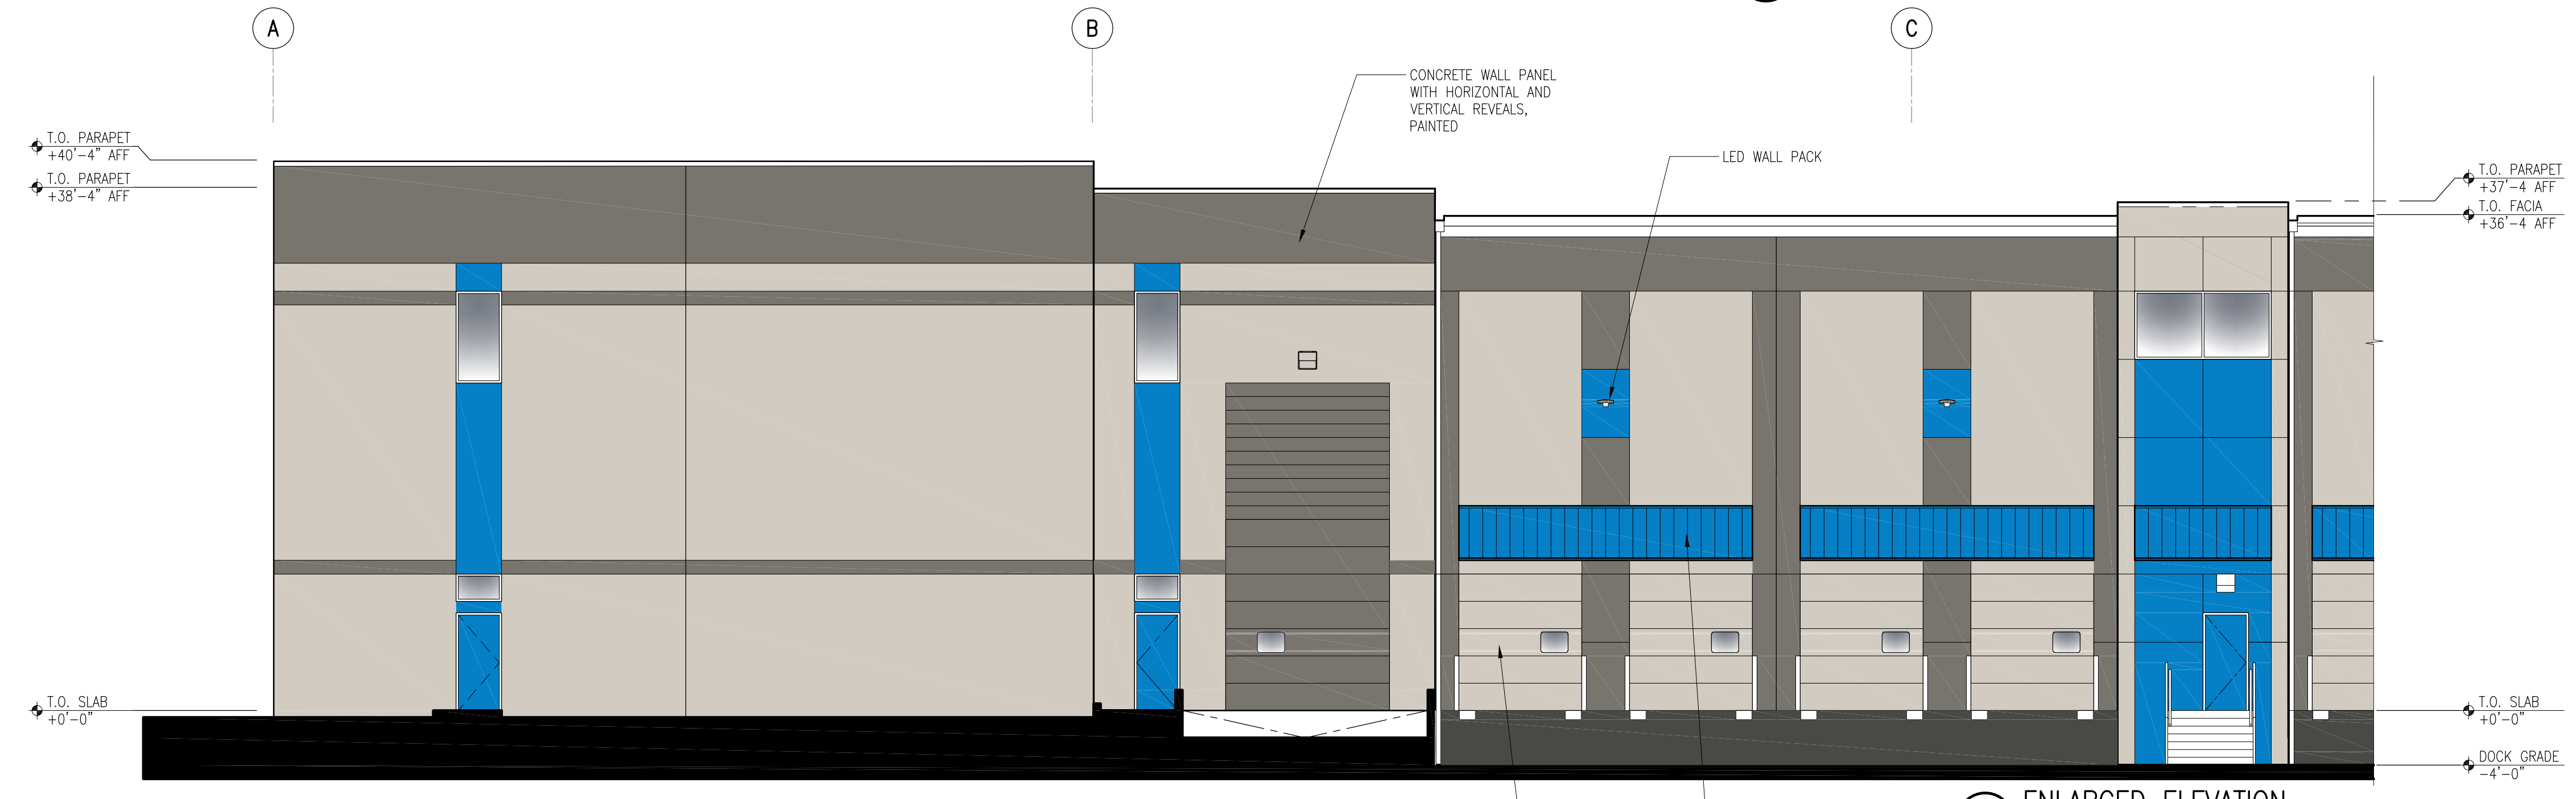 A
B
C
CONCRETE WALL PANEL
WITH HORIZONTAL AND
VERTICAL REVEALS,
PAINTED
LED WALL PACK
T.O. PARAPET
+40'-4" AFF
T.O. PARAPET
+38'-4" AFF
T.O. PARAPET
+37'-4 AFF
T.O. FACIA
+36'-4 AFF
T.O. SLAB
+0'-0"
T.O. SLAB
+0'-0"
DOCK GRADE
-4'-0"
ENLARGED ELEVATION